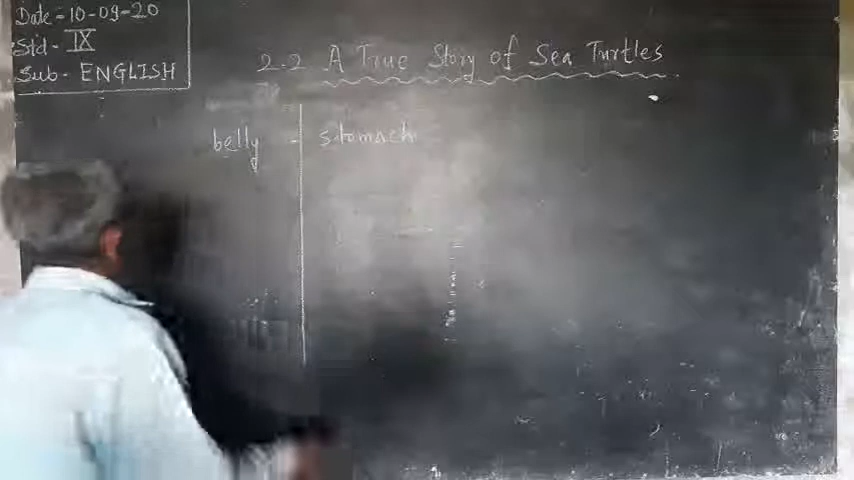 Date - 10-09-20
Std - IX
Sub - ENGLISH
2.2 A True Story of Sea Turtles
belly - stomach